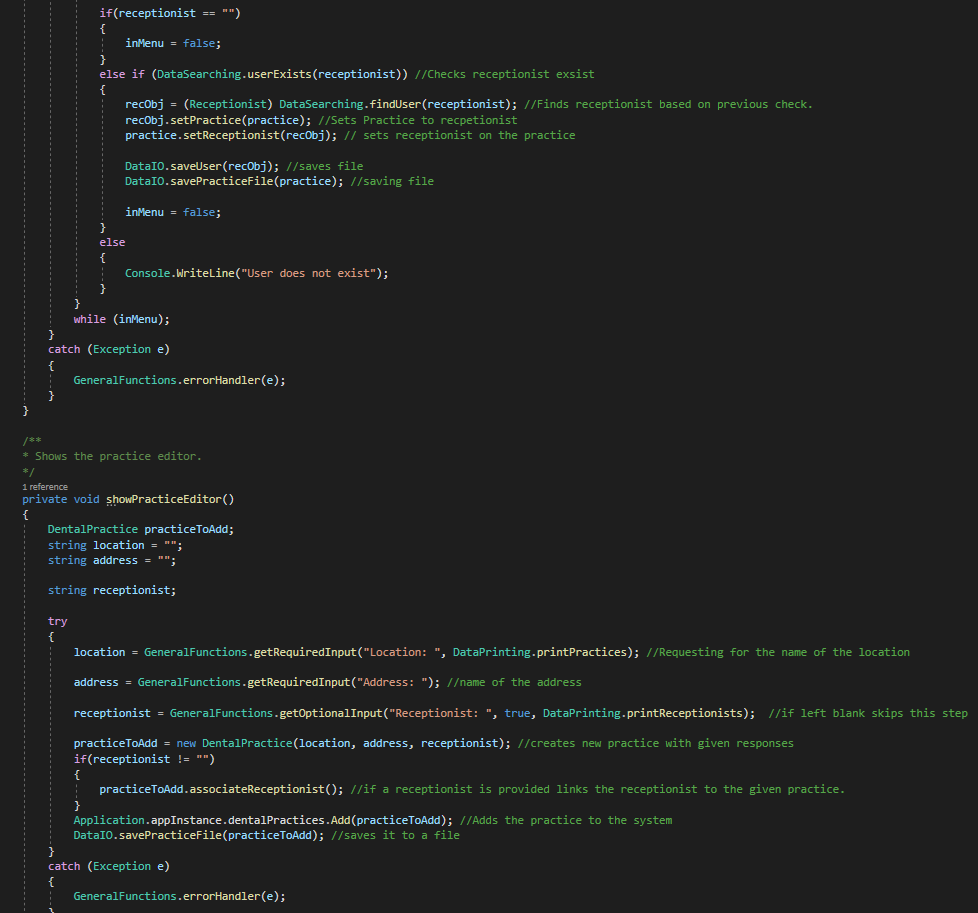 if(receptionist == "")
{
inMenu = false;
}
else if (DataSearching.userExists(receptionist)) //Checks receptionist exsist
{
recObj = (Receptionist) DataSearching.findUser(receptionist); //Finds receptionist based on previous check.
recObj.setPractice(practice); //Sets Practice to recpetionist
practice.setReceptionist(recObj); // sets receptionist on the practice
DataIO.saveUser(recObj); //saves file
DataIO.savePracticeFile(practice); //saving file
inMenu = false;
}
else
{
Console.WriteLine("User does not exist");
}
}
while (inMenu);
}
catch (Exception e)
{
GeneralFunctions.errorHandler(e);
}
}
/**
* Shows the practice editor.
*/
1 reference
private void showPracticeEditor()
{
DentalPractice practiceToAdd;
string location = "";
string address = "";
string receptionist;
try
{
location = GeneralFunctions.getRequiredInput("Location: ", DataPrinting.printPractices); //Requesting for the name of the location
address = GeneralFunctions.getRequiredInput("Address: "); //name of the address
receptionist = GeneralFunctions.getOptionalInput("Receptionist: ", true, DataPrinting.printReceptionists);  //if left blank skips this step
practiceToAdd = new DentalPractice(location, address, receptionist); //creates new practice with given responses
if(receptionist != "")
{
practiceToAdd.associateReceptionist(); //if a receptionist is provided links the receptionist to the given practice.
}
Application.appInstance.dentalPractices.Add(practiceToAdd); //Adds the practice to the system
DataIO.savePracticeFile(practiceToAdd); //saves it to a file
}
catch (Exception e)
{
GeneralFunctions.errorHandler(e);
}